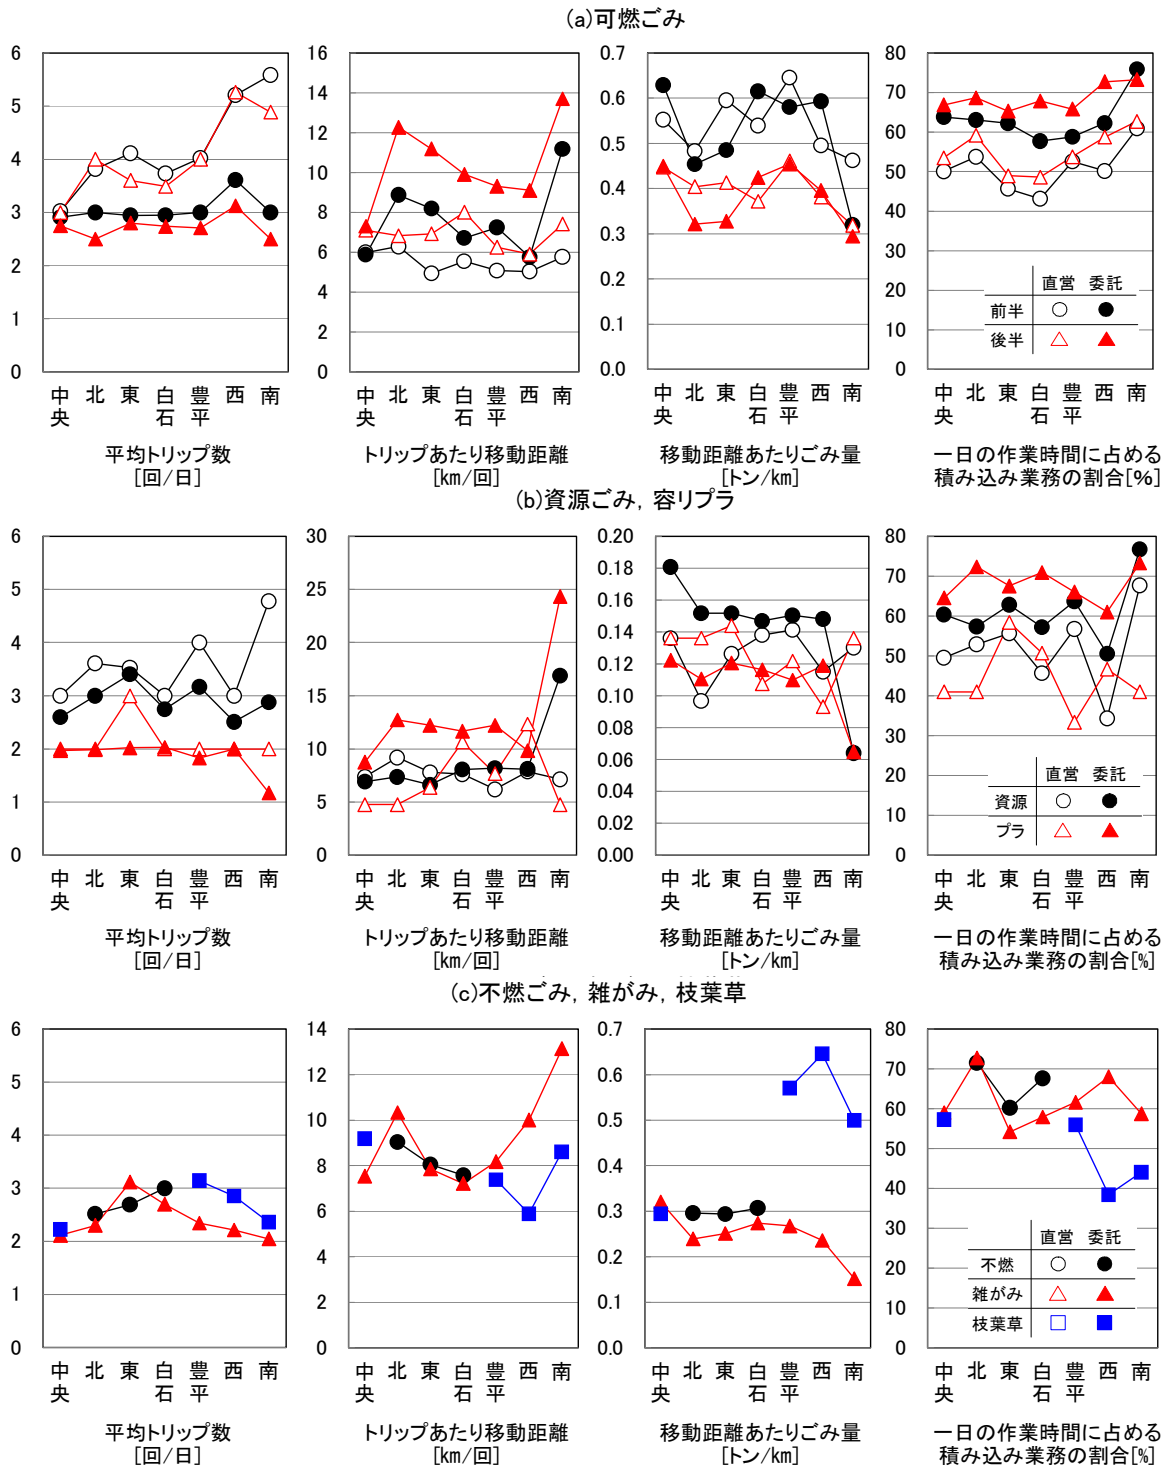 (a)可燃ごみ
6
5
4
3
2
1
0
中央 北 東 白石 豊平 西 南
平均トリップ数
[回/日]
16
14
12
10
8
6
4
2
0
中央 北 東 白石 豊平 西 南
トリップあたり移動距離
[km/回]
0.7
0.6
0.5
0.4
0.3
0.2
0.1
0.0
中央 北 東 白石 豊平 西 南
移動距離あたりごみ量
[トン/km]
80
70
60
50
40
30
20
10
0
直営 委託
前半
後半
中央 北 東 白石 豊平 西 南
一日の作業時間に占める
積み込み業務の割合[%]
(b)資源ごみ, 容リプラ
6
5
4
3
2
1
0
中央 北 東 白石 豊平 西 南
平均トリップ数
[回/日]
30
25
20
15
10
5
0
中央 北 東 白石 豊平 西 南
トリップあたり移動距離
[km/回]
0.20
0.18
0.16
0.14
0.12
0.10
0.08
0.06
0.04
0.02
0.00
中央 北 東 白石 豊平 西 南
移動距離あたりごみ量
[トン/km]
80
70
60
50
40
30
20
10
0
直営 委託
資源
プラ
中央 北 東 白石 豊平 西 南
一日の作業時間に占める
積み込み業務の割合[%]
(c)不燃ごみ, 雑がみ, 枝葉草
6
5
4
3
2
1
0
中央 北 東 白石 豊平 西 南
平均トリップ数
[回/日]
14
12
10
8
6
4
2
0
中央 北 東 白石 豊平 西 南
トリップあたり移動距離
[km/回]
0.7
0.6
0.5
0.4
0.3
0.2
0.1
0.0
中央 北 東 白石 豊平 西 南
移動距離あたりごみ量
[トン/km]
80
70
60
50
40
30
20
10
0
直営 委託
不燃
雑がみ
枝葉草
中央 北 東 白石 豊平 西 南
一日の作業時間に占める
積み込み業務の割合[%]